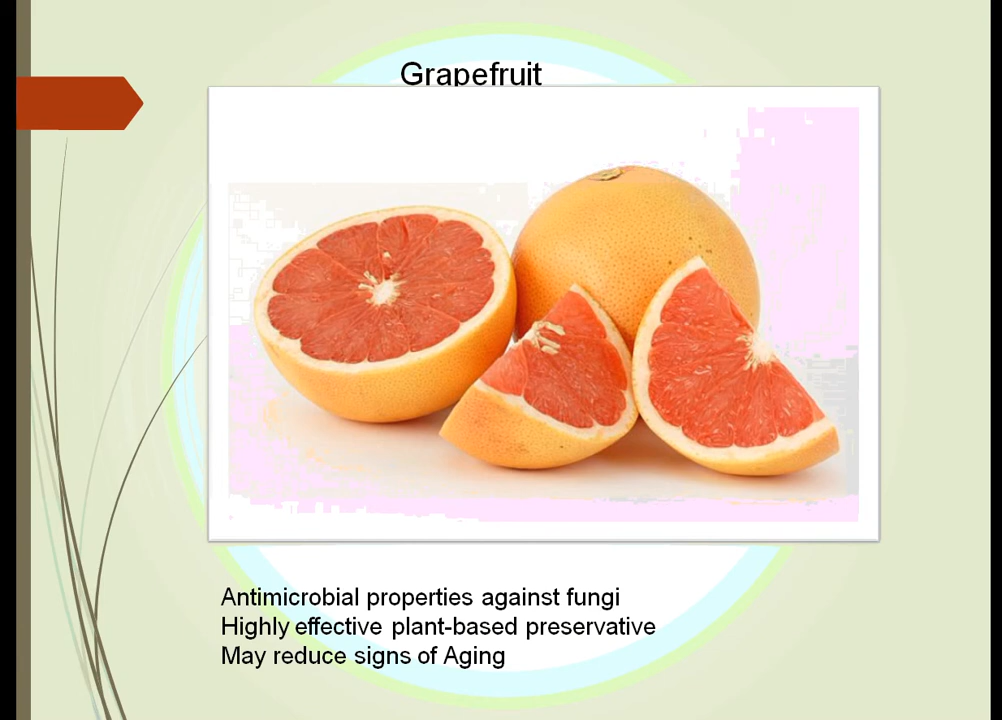 Grapefruit
Antimicrobial properties against fungi
Highly effective plant-based preservative
May reduce signs of Aging